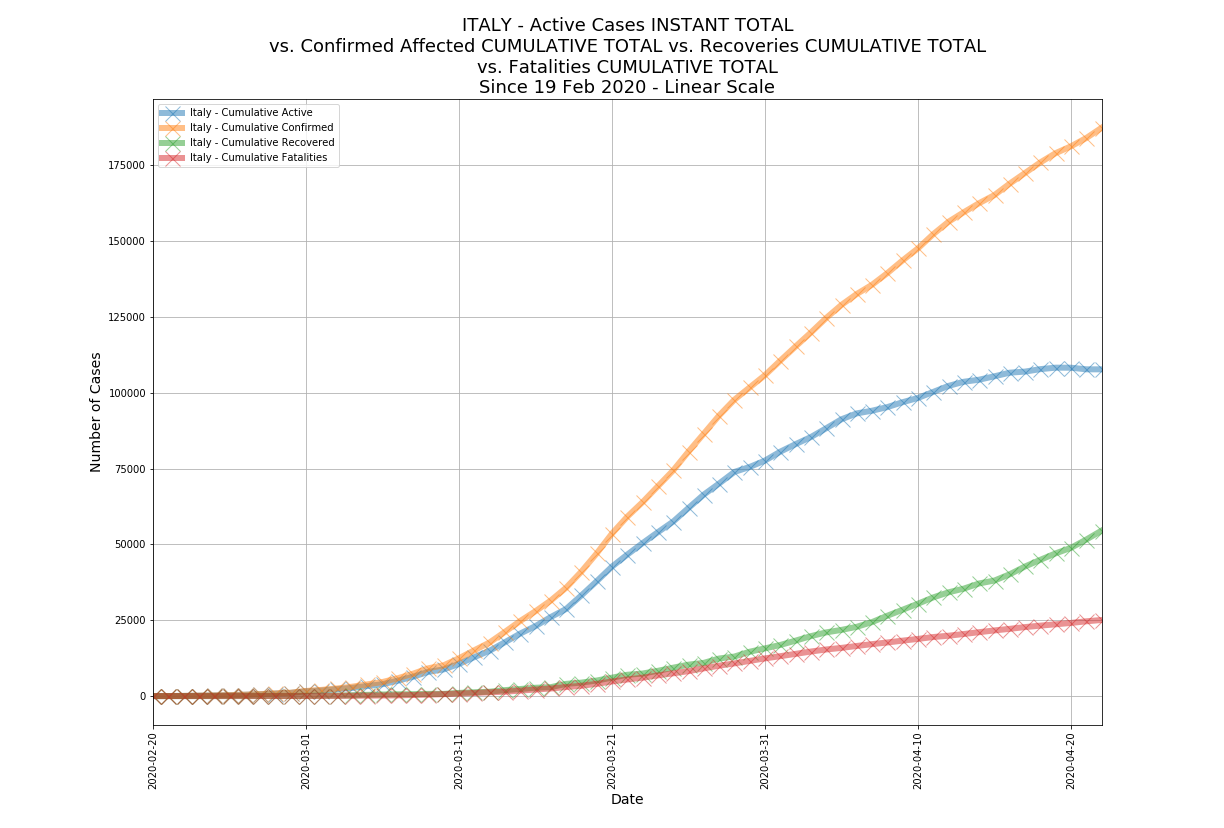 ITALY - Active Cases INSTANT TOTAL
vs. Confirmed Affected CUMULATIVE TOTAL vs. Recoveries CUMULATIVE TOTAL
vs. Fatalities CUMULATIVE TOTAL
Since 19 Feb 2020 - Linear Scale
Italy - Cumulative Active
Italy - Cumulative Confirmed
Italy - Cumulative Recovered
Italy - Cumulative Fatalities
Number of Cases
175000
150000
125000
100000
75000
50000
25000
0
2020-02-20
2020-03-01
2020-03-11
2020-03-21
2020-03-31
2020-04-10
2020-04-20
Date